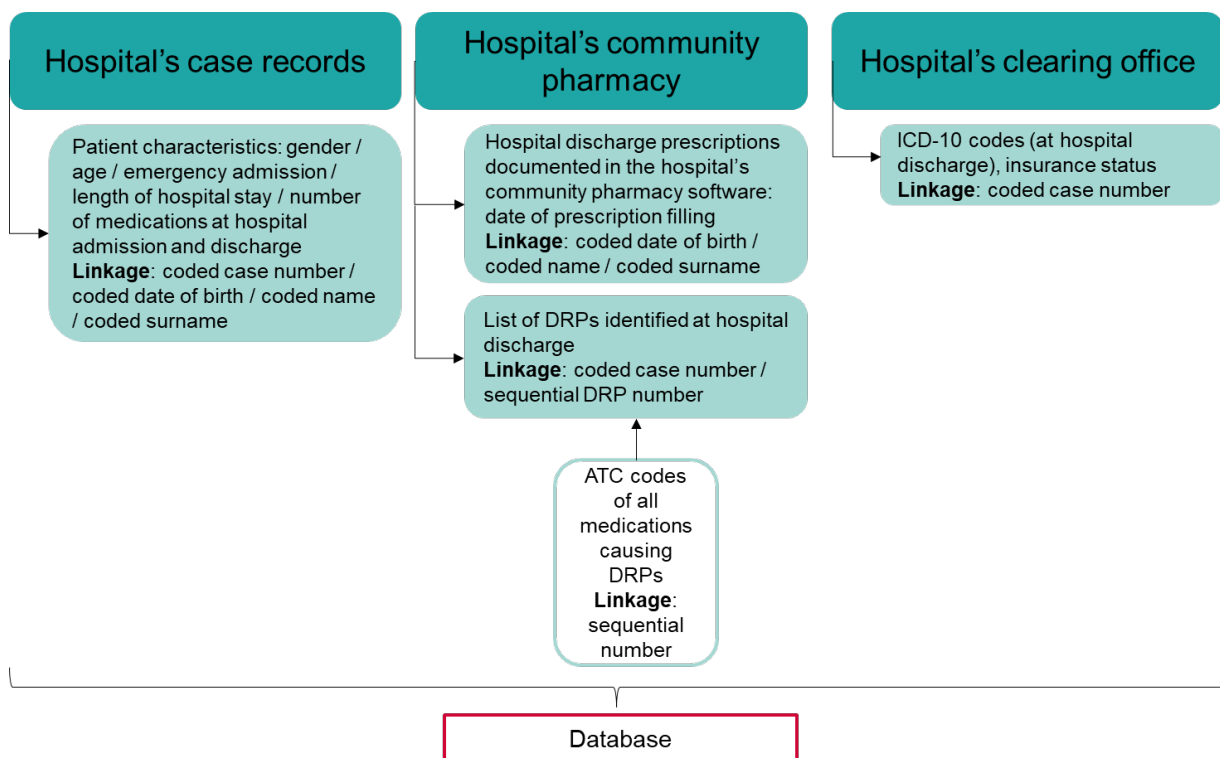 Hospital's case records
Patient characteristics: gender /
age / emergency admission /
length of hospital stay / number
of medications at hospital
admission and discharge
Linkage: coded case number /
coded date of birth / coded name
/ coded surname
Hospital's community
pharmacy
Hospital discharge prescriptions
documented in the hospital's
community pharmacy software:
date of prescription filling
Linkage: coded date of birth /
coded name / coded surname
List of DRPs identified at hospital
discharge
Linkage: coded case number /
sequential DRP number
ATC codes
of all
medications
causing
DRPs
Linkage:
sequential
number
Hospital's clearing office
ICD-10 codes (at hospital
discharge), insurance status
Linkage: coded case number
Database